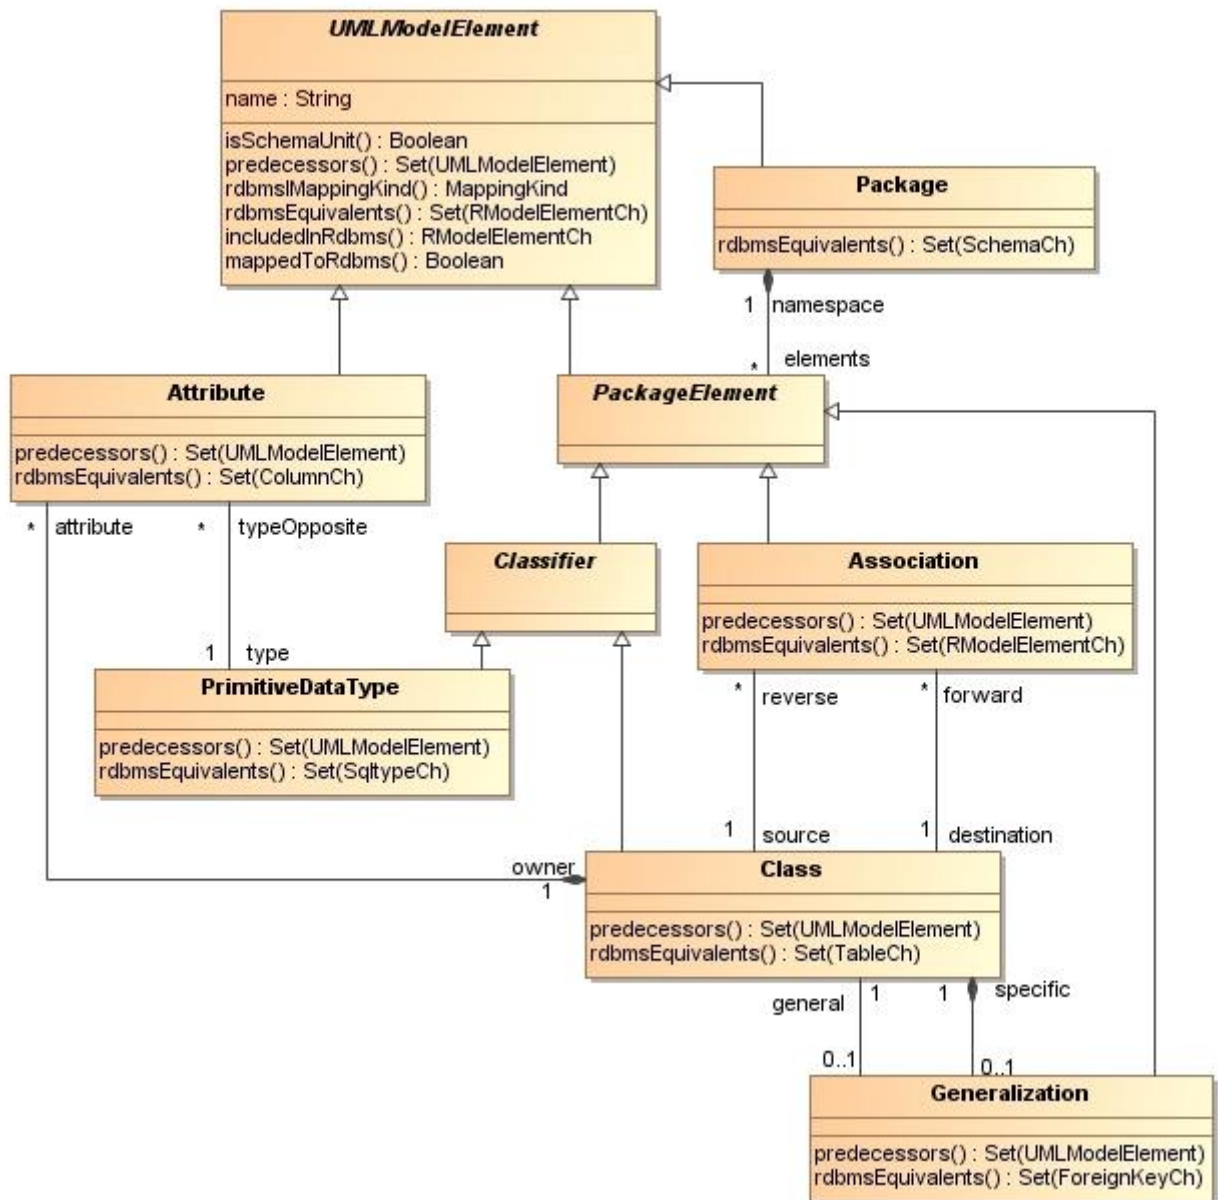 UMLModelElement
name : String
isSchemaUnit() : Boolean
predecessors() : Set(UMLModelElement)
rdbmslMappingKind() : MappingKind
rdbmsEquivalents() : Set(RModelElementCh)
includedInRdbms() : RModelElementCh
mappedToRdbms() : Boolean
Package
rdbmsEquivalents() : Set(SchemaCh)
1 namespace
* elements
Attribute
predecessors() : Set(UMLModelElement)
rdbmsEquivalents() : Set(ColumnCh)
PackageElement
* attribute
* typeOpposite
Classifier
Association
predecessors() : Set(UMLModelElement)
rdbmsEquivalents() : Set(RModelElementCh)
1 type
PrimitiveDataType
predecessors() : Set(UMLModelElement)
rdbmsEquivalents() : Set(SqltypeCh)
* reverse
* forward
1 source
1 destination
owner
1
Class
predecessors() : Set(UMLModelElement)
rdbmsEquivalents() : Set(TableCh)
general 1
1 specific
0..1
0..1
Generalization
predecessors() : Set(UMLModelElement)
rdbmsEquivalents() : Set(ForeignKeyCh)